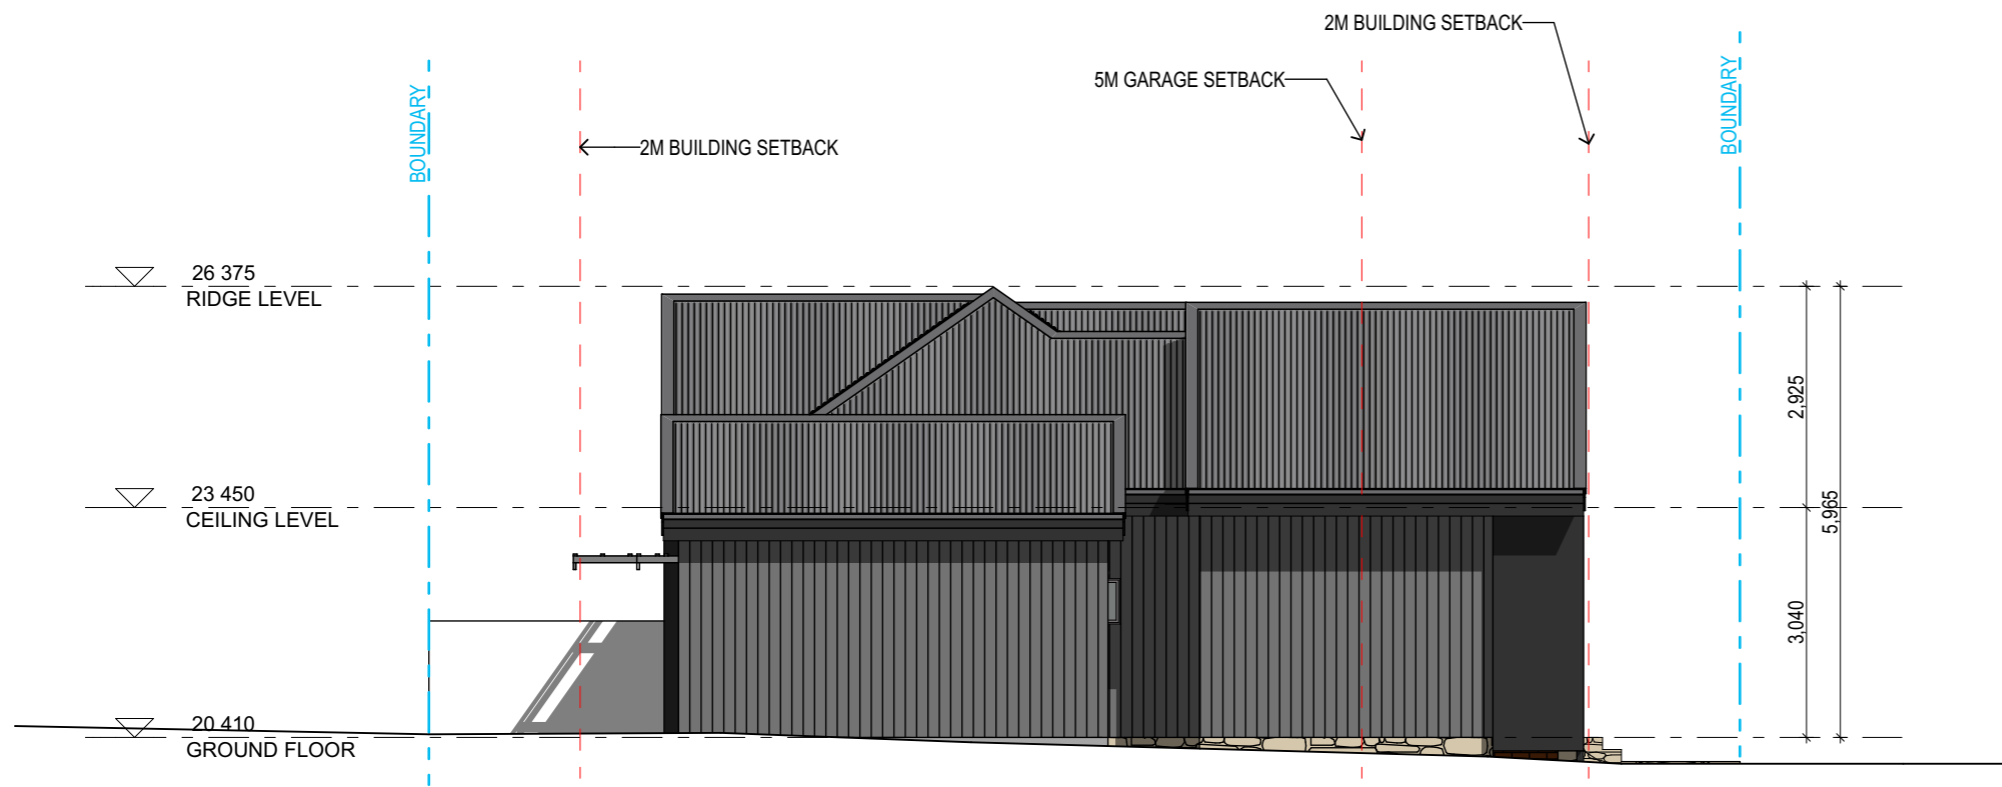 2M BUILDING SETBACK
5M GARAGE SETBACK
BOUNDARY
BOUNDARY
2M BUILDING SETBACK
26 375
RIDGE LEVEL
2,925
23 450
CEILING LEVEL
5,965
3,040
20 410
GROUND FLOOR